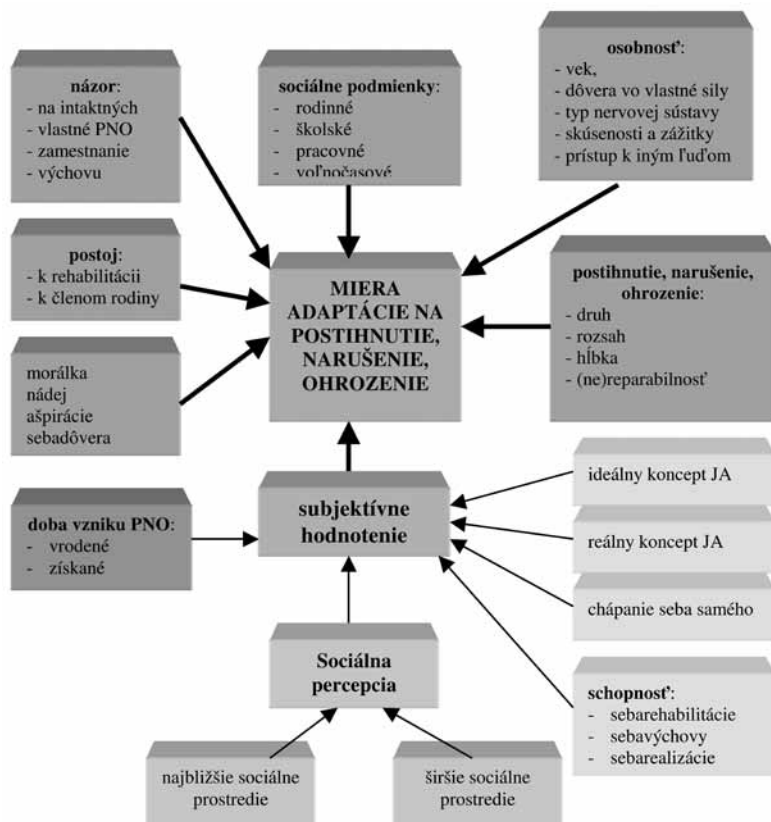 názor:
- na intaktných
- vlastné PNO
- zamestnanie
- výchovu
sociálne podmienky:
- rodinné
- školské
- pracovné
- voľnočasové
osobnosť:
- vek,
- dôvera vo vlastné sily
- typ nervovej sústavy
- skúsenosti a zážitky
- prístup k iným ľuďom
postoj:
- k rehabilitácii
- k členom rodiny
MIERA
ADAPTÁCIE NA
POSTIHNUTIE,
NARUŠENIE,
OHROZENIE
postihnutie, narušenie,
ohrozenie:
- druh
- rozsah
- hĺbka
- (ne)reparabilnosť
morálka
nádej
ašpirácie
sebadôvera
doba vzniku PNO:
- vrodené
- získané
subjektívne
hodnotenie
ideálny koncept JA
reálny koncept JA
chápanie seba samého
schopnosť:
- sebarehabilitácie
- sebavýchovy
- sebarealizácie
Sociálna
percepcia
najbližšie sociálne
prostredie
širšie sociálne
prostredie